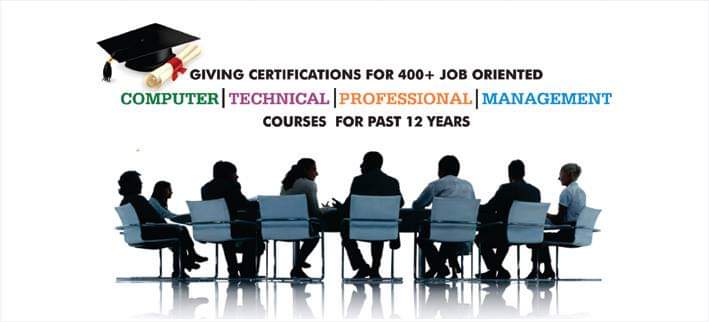 GIVING CERTIFICATIONS FOR 400+ JOB ORIENTED
COMPUTER|TECHNICAL|PROFESSIONAL|MANAGEMENT
COURSES FOR PAST 12 YEARS